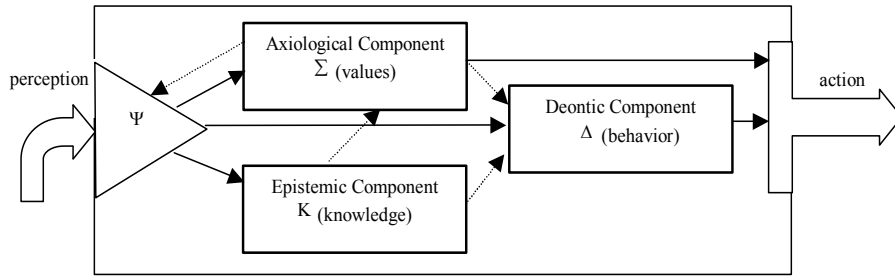 perception
Ψ
Axiological Component
Σ (values)
Epistemic Component
K (knowledge)
Deontic Component
Δ (behavior)
action